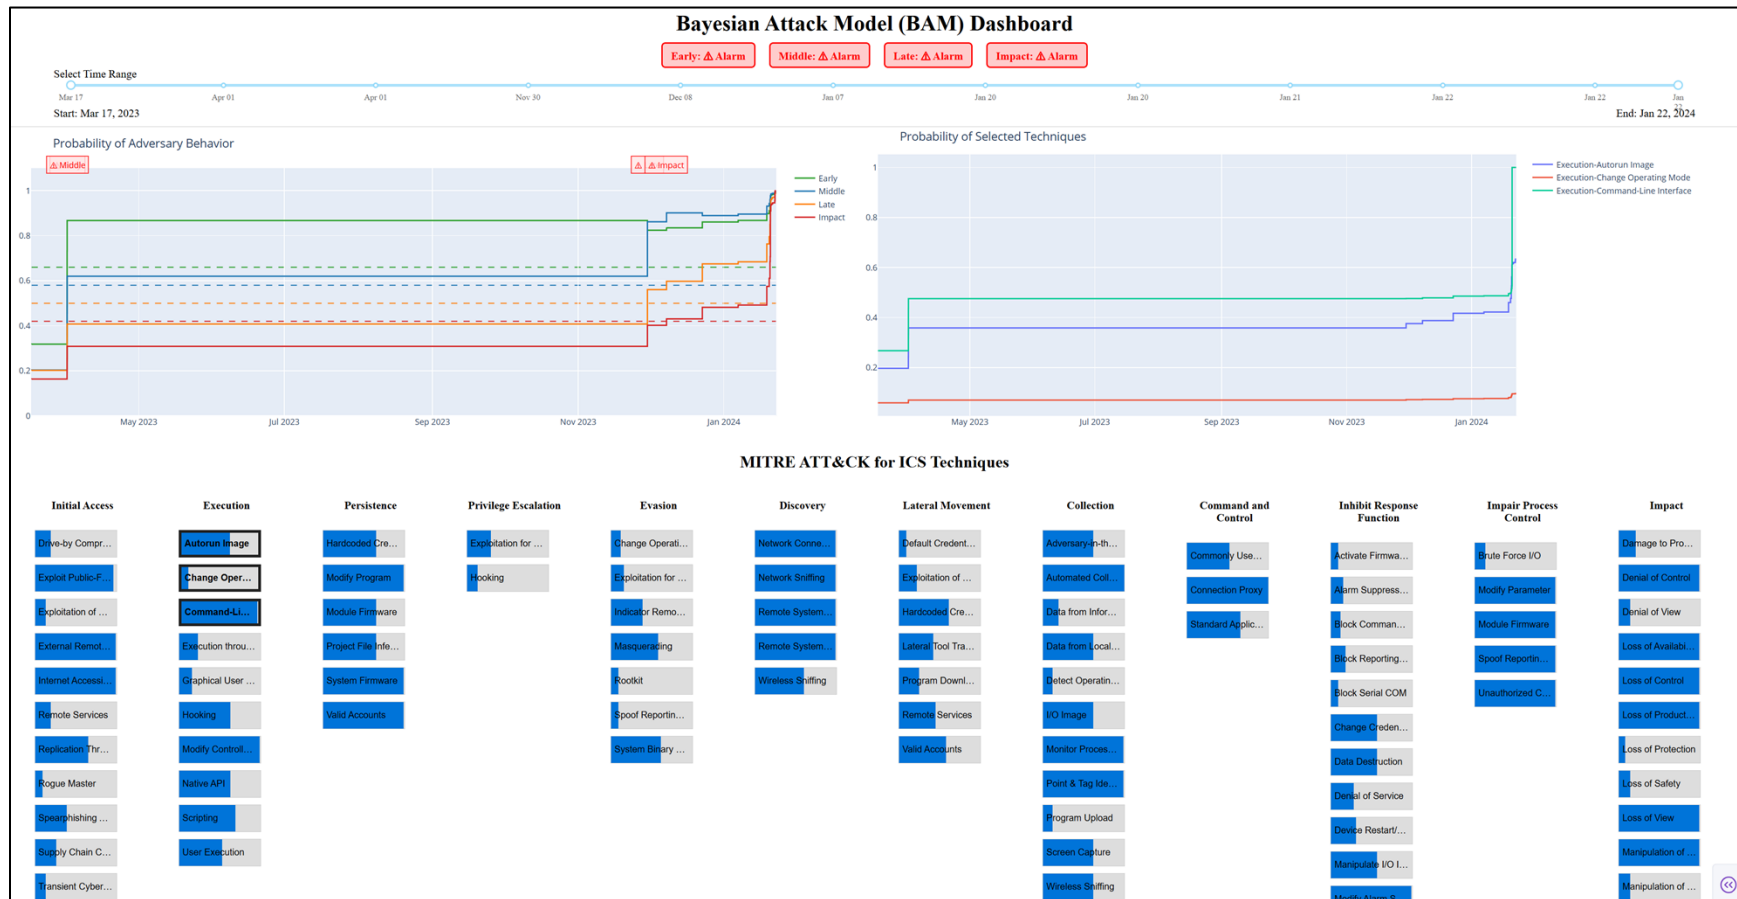 Bayesian Attack Model (BAM) Dashboard
Early: ⚠ Alarm
Middle: ⚠ Alarm
Late: ⚠ Alarm
Impact: ⚠ Alarm
Select Time Range
Mar 17 Apr 01 Apr 01 Nov 30 Dec 08 Jan 07 Jan 20 Jan 20 Jan 21 Jan 22 Jan 22 Jan 22
Start: Mar 17, 2023
End: Jan 22, 2024
Probability of Adversary Behavior
⚠ Middle
⚠
⚠ Impact
1
0.8
0.6
0.4
0.2
0
May 2023 Jul 2023 Sep 2023 Nov 2023 Jan 2024
Early
Middle
Late
Impact
Probability of Selected Techniques
1
0.8
0.6
0.4
0.2
May 2023 Jul 2023 Sep 2023 Nov 2023 Jan 2024
Execution-Autorun Image
Execution-Change Operating Mode
Execution-Command-Line Interface
MITRE ATT&CK for ICS Techniques
Initial Access
Drive-by Compr...
Exploit Public-F...
Exploitation of ...
External Remot...
Internet Accessi...
Remote Services
Replication Thr...
Rogue Master
Spearphishing ...
Supply Chain C...
Transient Cyber...
Execution
Autorun Image
Change Oper...
Command-Li...
Execution throu...
Graphical User ...
Hooking
Modify Controll...
Native API
Scripting
User Execution
Persistence
Hardcoded Cre...
Modify Program
Module Firmware
Project File Infe...
System Firmware
Valid Accounts
Privilege Escalation
Exploitation for ...
Hooking
Evasion
Change Operati...
Exploitation for ...
Indicator Remo...
Masquerading
Rootkit
Spoof Reportin...
System Binary ...
Discovery
Network Conne...
Network Sniffing
Remote System...
Remote System...
Wireless Sniffing
Lateral Movement
Default Credent...
Exploitation of ...
Hardcoded Cre...
Lateral Tool Tra...
Program Downl...
Remote Services
Valid Accounts
Collection
Adversary-in-th...
Automated Coll...
Data from Infor...
Data from Local...
Detect Operatin...
I/O Image
Monitor Proces...
Point & Tag Ide...
Program Upload
Screen Capture
Wireless Sniffing
Command and
Control
Commonly Use...
Connection Proxy
Standard Applic...
Inhibit Response
Function
Activate Firmwa...
Alarm Suppress...
Block Comman...
Block Reporting...
Block Serial COM
Change Creden...
Data Destruction
Denial of Service
Device Restart/...
Manipulate I/O I...
Modify Alarm S...
Impair Process
Control
Brute Force I/O
Modify Parameter
Module Firmware
Spoof Reportin...
Unauthorized C...
Impact
Damage to Pro...
Denial of Control
Denial of View
Loss of Availabi...
Loss of Control
Loss of Product...
Loss of Protection
Loss of Safety
Loss of View
Manipulation of ...
Manipulation of ...